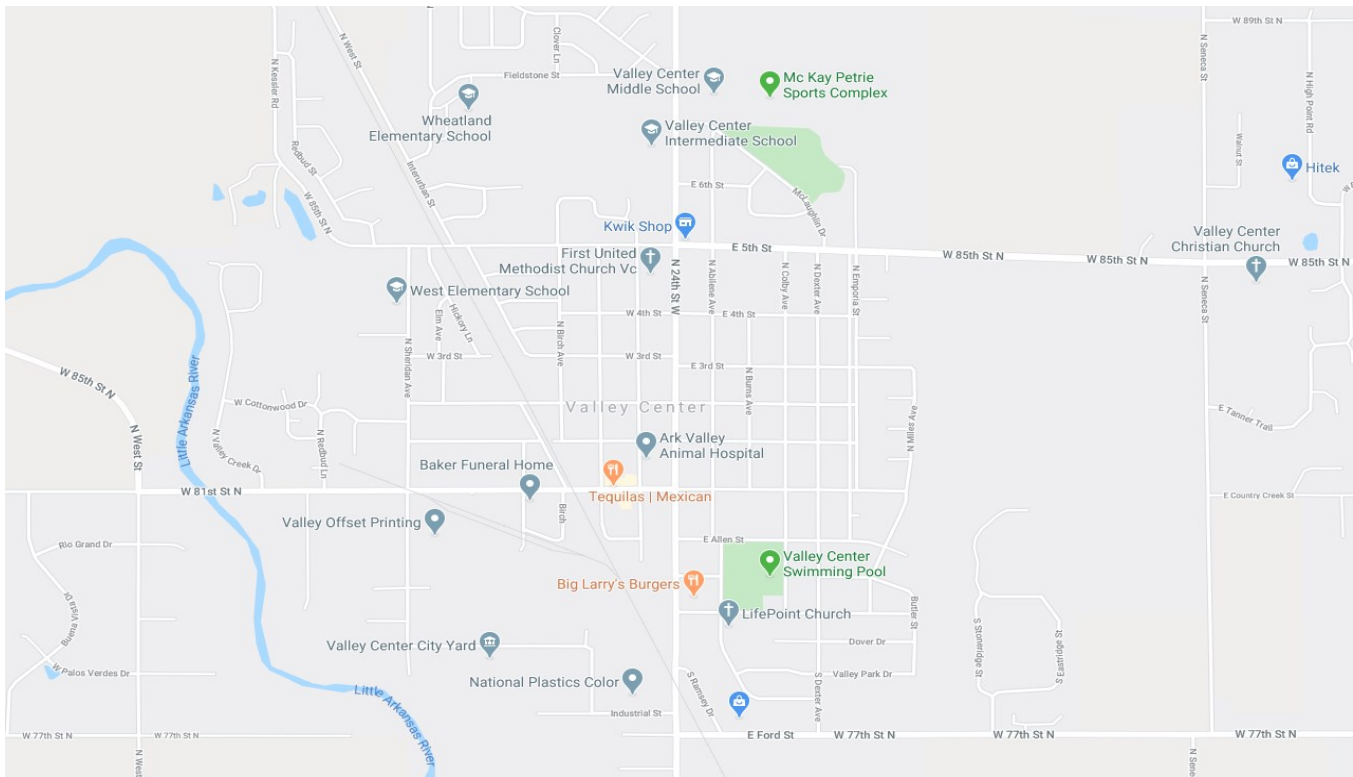 W 89th St N
N Seneca St
N High Point Rd
N Kessler Rd
N West St
Clover Ln
Fieldstone St
Valley Center
Middle School
Mc Kay Petrie
Sports Complex
Wheatland
Elementary School
Valley Center
Intermediate School
Redbud St
Interurban St
Walnut St
Hitek
E 6th St
McLaughlin Dr
W 85th St N
Kwik Shop
E 5th St
W 85th St N
W 85th St N
W 85th St N
Valley Center
Christian Church
First United
Methodist Church Vc
N 24th St W
N Abilene Ave
N Colby Ave
N Dexter Ave
N Emporia St
N Seneca St
West Elementary School
Elm Ave
Hickory Ln
W 4th St
E 4th St
N Birch Ave
N Sheridan Ave
W 3rd St
W 3rd St
E 3rd St
N Burns Ave
W 85th St N
Little Arkansas River
W Cottonwood Dr
Valley Center
N Miles Ave
E Tanner Trail
N West St
N Valley Creek Dr
N Redbud Ln
Ark Valley
Animal Hospital
Baker Funeral Home
W 81st St N
Tequilas | Mexican
E Country Creek St
Birch
Valley Offset Printing
Rio Grand Dr
E Allen St
Valley Center
Swimming Pool
Big Larry's Burgers
Buena Vista Dr
LifePoint Church
Butler St
S Stoneridge St
S Eastridge St
Valley Center City Yard
Dover Dr
W Palos Verdes Dr
Valley Park Dr
National Plastics Color
S Ramsey Dr
S Dexter Ave
Little Arkansas River
Industrial St
W 77th St N
W 77th St N
E Ford St
W 77th St N
W 77th St N
W 77th St N
N West
N Sene